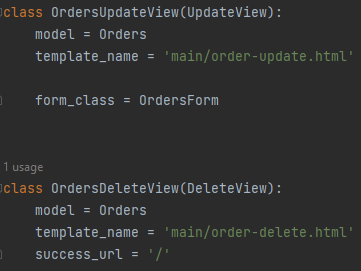 class OrdersUpdateView(UpdateView):
    model = Orders
    template_name = 'main/order-update.html'
    form_class = OrdersForm
1 usage
class OrdersDeleteView(DeleteView):
    model = Orders
    template_name = 'main/order-delete.html'
    success_url = '/'